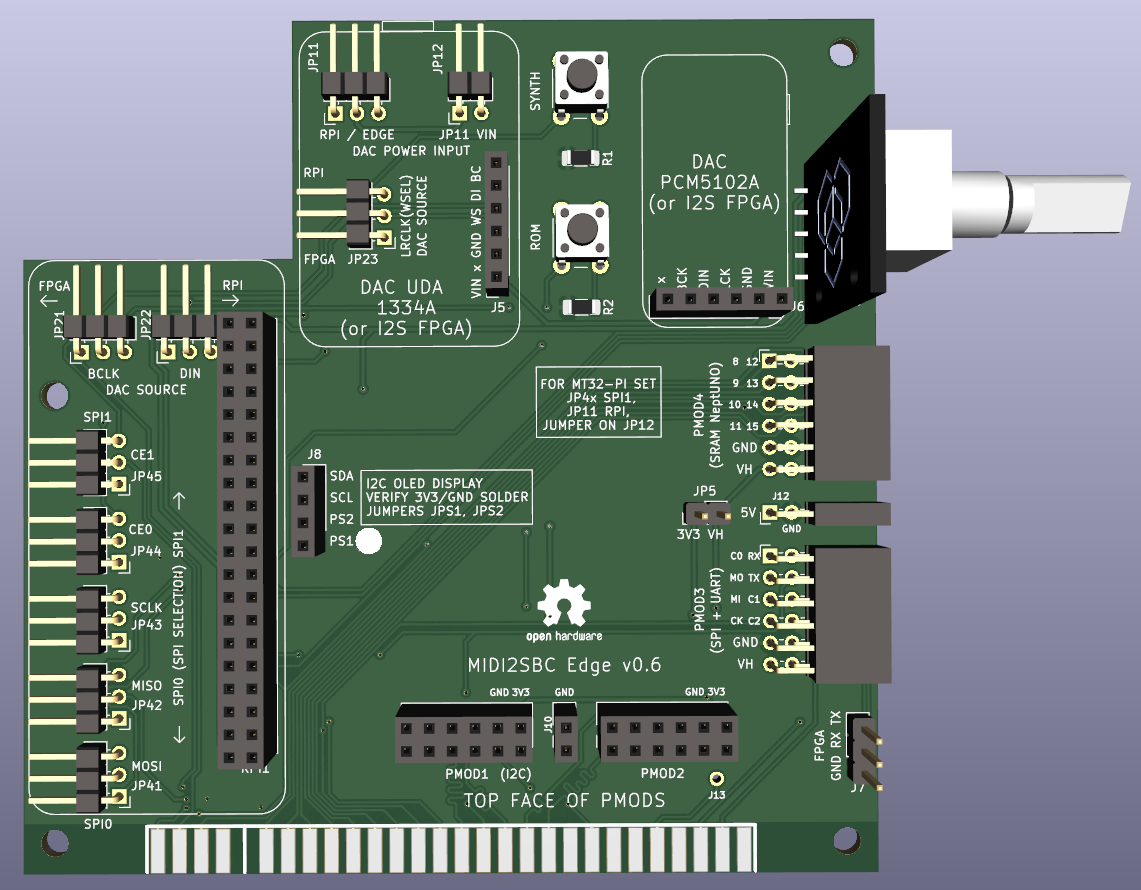 JP11
JP12
RPI / EDGE
JP11 VIN
DAC POWER INPUT
SYNTH
R1
RPI
LRCLK(WSEL)
DAC SOURCE
FPGA JP23
VIN x GND WS DI BC
J5
DAC UDA
1334A
(or I2S FPGA)
ROM
R2
DAC
PCM5102A
(or I2S FPGA)
x
DIN
VIN
J6
FPGA
RPI
JP21
JP22
BCLK
DIN
DAC SOURCE
SPI1
CE1
JP45
CE0
JP44
SCLK
JP43
MISO
JP42
MOSI
JP41
SPI0
SPI0 (SPI SELECTION) SPI1
J8
SDA
SCL
PS2
PS1
I2C OLED DISPLAY
VERIFY 3V3/GND SOLDER
JUMPERS JPS1, JPS2
FOR MT32-PI SET
JP4x SPI1,
JP11 RPI,
JUMPER ON JP12
PMOD4
(SRAM NeptUNO)
8 12
9 13
10 14
11 15
GND
VH
JP5
3V3 VH
J12
5V
GND
PMOD3
(SPI + UART)
C0 RX
MO TX
MI C1
CK C2
GND
VH
open hardware
MIDI2SBC Edge v0.6
GND 3V3
GND
GND 3V3
J10
PMOD1 (I2C)
PMOD2
J13
TOP FACE OF PMODS
FPGA
GND RX TX
J7